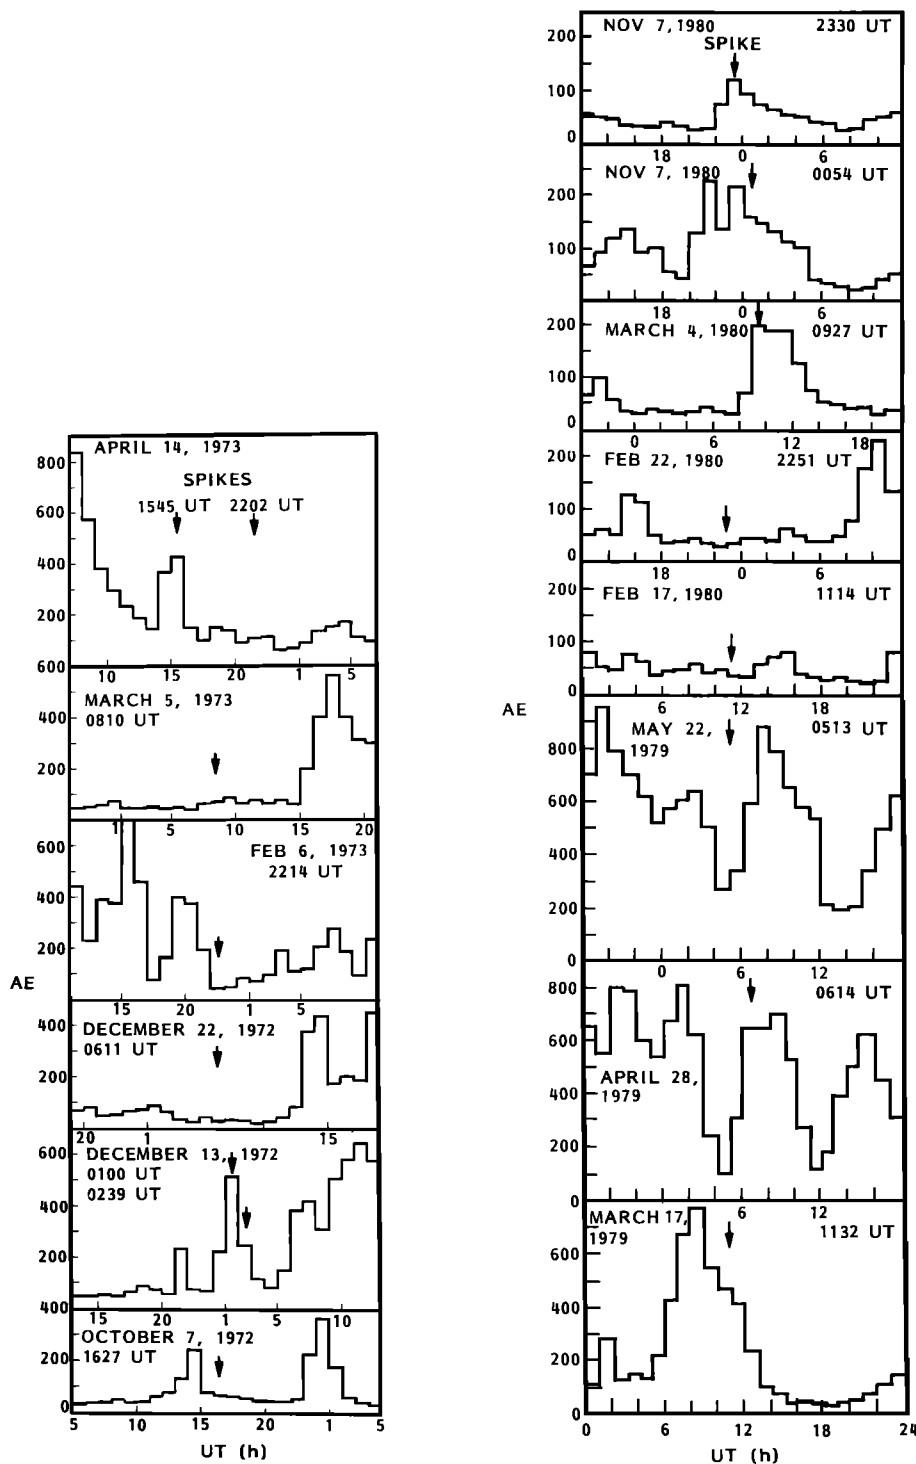 APRIL 14, 1973
SPIKES
1545 UT 2202 UT
800
600
400
200
600
10 15 20 1 5
MARCH 5, 1973
0810 UT
400
200
1 5 10 15 20
FEB 6, 1973
2214 UT
600
400
200
AE
15 20 1 5
DECEMBER 22, 1972
0611 UT
400
200
20 1 15
DECEMBER 13, 1972
0100 UT
0239 UT
600
400
200
400
15 20 1 5 10
OCTOBER 7, 1972
1627 UT
200
0
5 10 15 20 1 5
UT (h)
NOV 7, 1980 2330 UT
SPIKE
200
100
0
18 0 6
NOV 7, 1980 0054 UT
200
100
18 0 6
MARCH 4, 1980 0927 UT
200
100
0
0 6 12 18
FEB 22, 1980 2251 UT
200
100
0
18 0 6
FEB 17, 1980 1114 UT
200
100
0
6 12 18
AE
MAY 22, 1979
0513 UT
800
600
400
200
0
0 6 12
0614 UT
APRIL 28,
1979
800
600
400
200
0
6 12
MARCH 17,
1979
1132 UT
600
400
200
0
0 6 12 18 24
UT (h)